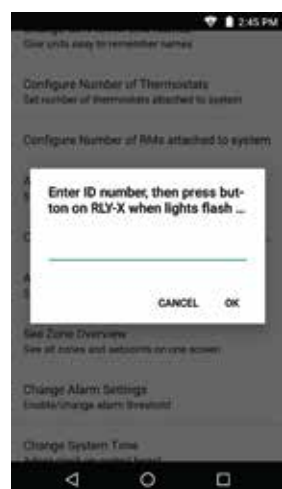 2:45 PM
Give units easy to remember names
Configure Number of Thermostats
Set number of thermostats attached to system
Configure Number of RMs attached to system
A
Enter ID number, then press but-
ton on RLY-X when lights flash ...
S
C
A
S
CANCEL OK
See Zone Overview
See all zones and setpoints on one screen
Change Alarm Settings
Enable/change alarm threshold
Change System Time